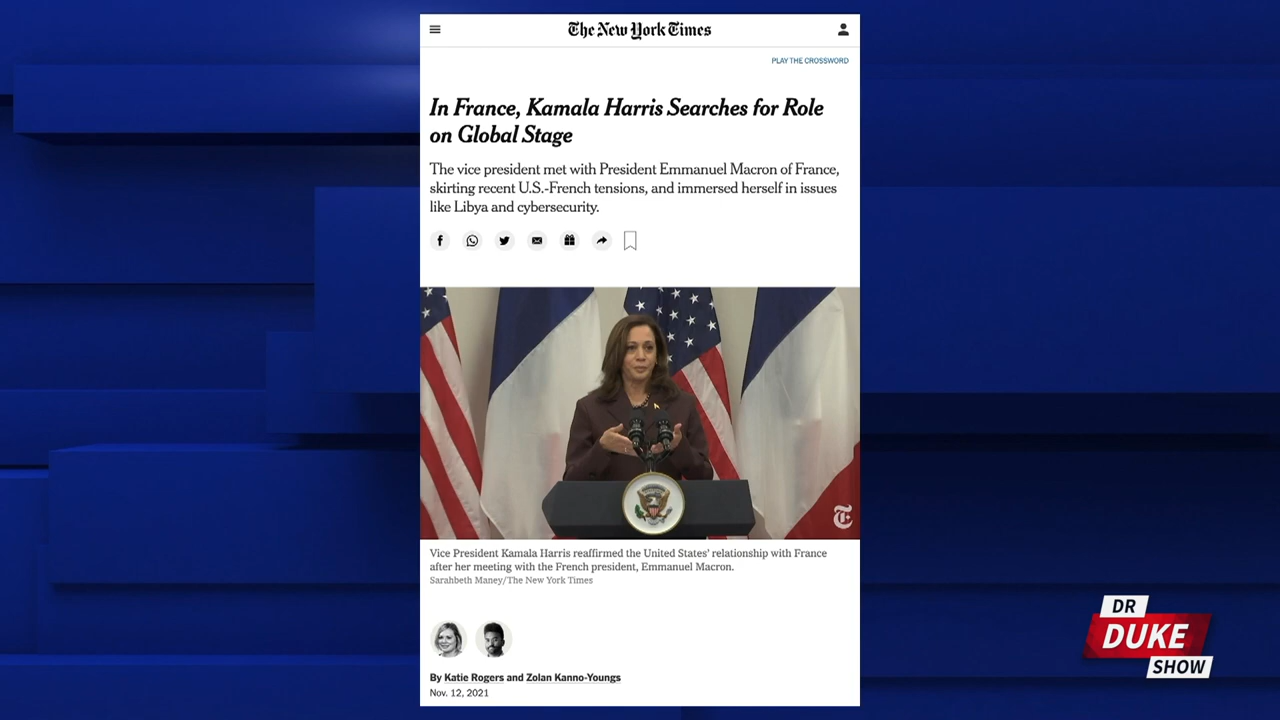 The New York Times
PLAY THE CROSSWORD
In France, Kamala Harris Searches for Role
on Global Stage
The vice president met with President Emmanuel Macron of France,
skirting recent U.S.-French tensions, and immersed herself in issues
like Libya and cybersecurity.
Vice President Kamala Harris reaffirmed the United States' relationship with France
after her meeting with the French president, Emmanuel Macron.
Sarahbeth Maney/The New York Times
By Katie Rogers and Zolan Kanno-Youngs
Nov. 12, 2021
DR
DUKE
SHOW